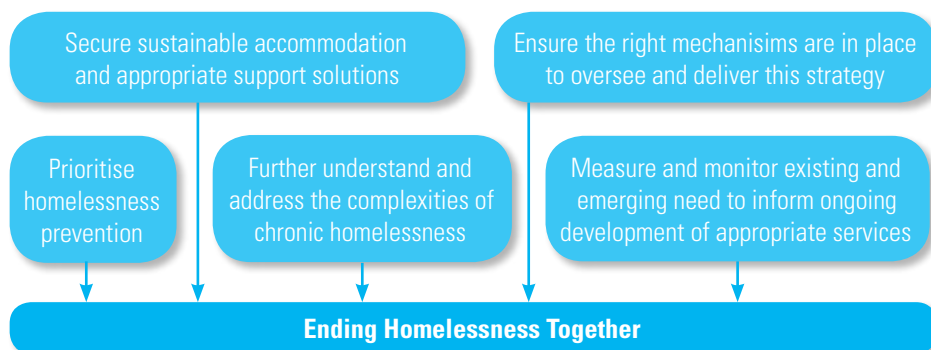 Secure sustainable accommodation
and appropriate support solutions
Ensure the right mechanisims are in place
to oversee and deliver this strategy
Prioritise
homelessness
prevention
Further understand and
address the complexities of
chronic homelessness
Measure and monitor existing and
emerging need to inform ongoing
development of appropriate services
Ending Homelessness Together